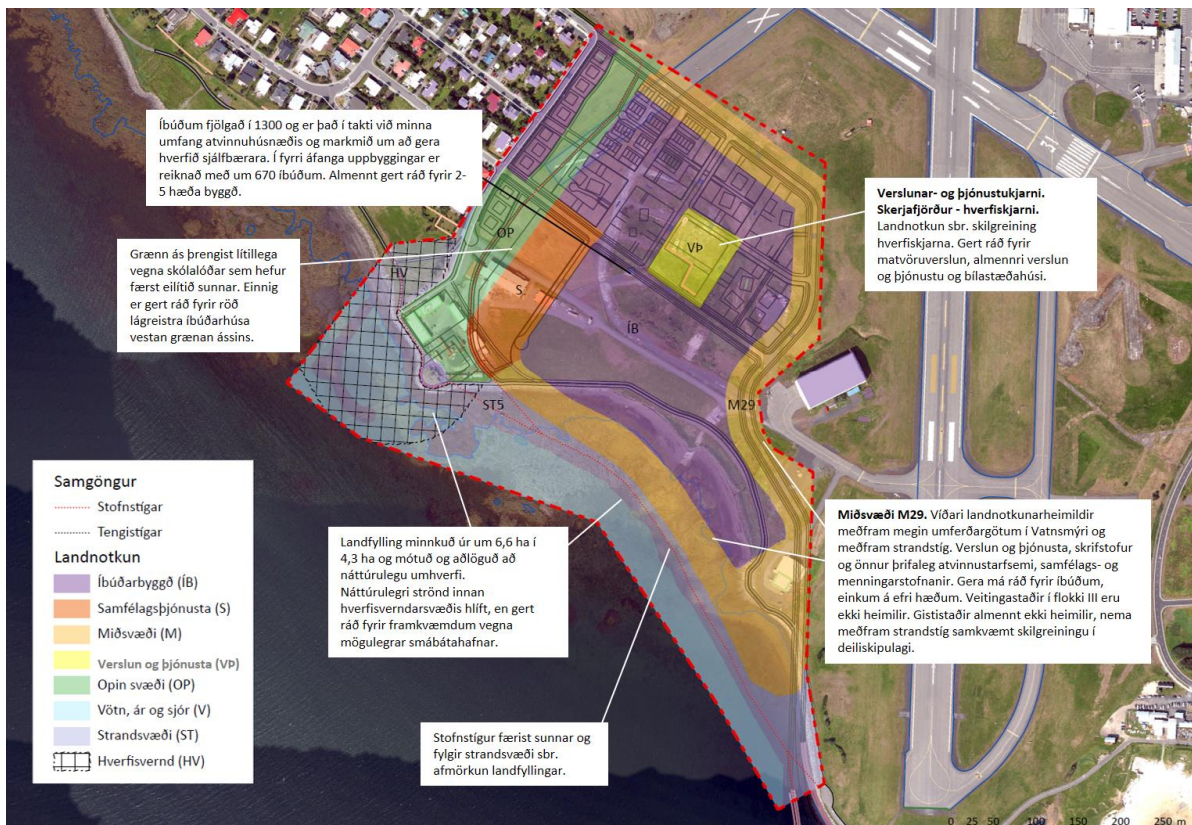 Íbúðum fjölgað í 1300 og er það í takti við minna
umfang atvinnuhúsnæðis og markmið um að gera
hverfið sjálfbærara. Í fyrri áfanga uppbyggingar er
reiknað með um 670 íbúðum. Almennt gert ráð fyrir 2-
5 hæða byggð.
Grænn ás þrengist lítillega
vegna skólalóðar sem hefur
færst eilítið sunnar. Einnig
er gert ráð fyrir röð
lágreistra íbúðarhúsa
vestan grænan ássins.
Verslunar- og þjónustukjarni.
Skerjafjörður - hverfiskjarni.
Landnotkun sbr. skilgreining
hverfiskjarna. Gert ráð fyrir
matvöruverslun, almennri verslun
og þjónustu og bílastæðahúsi.
OP
VÞ
HV
S
ÍB
ST5
M29
31
Samgöngur
Stofnstígar
Tengistígar
Landnotkun
Íbúðarbyggð (ÍB)
Samfélagsþjónusta (S)
Miðsvæði (M)
Verslun og þjónusta (VÞ)
Opin svæði (OP)
Vötn, ár og sjór (V)
Strandsvæði (ST)
Hverfisvernd (HV)
Landfylling minnkuð úr um 6,6 ha í
4,3 ha og mótuð og aðlöguð að
náttúrulegu umhverfi.
Náttúrulegri strönd innan
hverfisverndarsvæðis hlíft, en gert
ráð fyrir framkvæmdum vegna
mögulegrar smábátahafnar.
Miðsvæði M29. Víðari landnotkunarheimildir
meðfram megin umferðargötum í Vatnsmýri og
meðfram strandstíg. Verslun og þjónusta, skrifstofur
og önnur þrifaleg atvinnustarfsemi, samfélags- og
menningarstofnanir. Gera má ráð fyrir íbúðum,
einkum á efri hæðum. Veitingastaðir í flokki III eru
ekki heimilir. Gististaðir almennt ekki heimilir, nema
meðfram strandstíg samkvæmt skilgreiningu í
deiliskipulagi.
Stofnstígur færist sunnar og
fylgir strandsvæði sbr.
afmörkun landfyllingar.
0 25 50 100 150 200 250 m